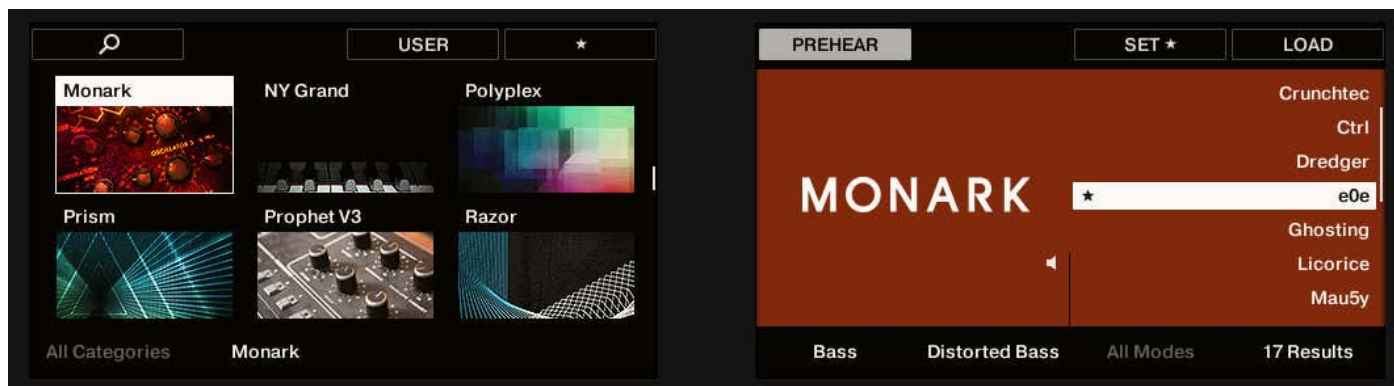 USER ★
Monark NY Grand Polyplex
Prism Prophet V3 Razor
All Categories Monark
PREHEAR SET ★ LOAD
MONARK
Crunchtec
Ctrl
Dredger
★ e0e
Ghosting
Licorice
Mau5y
Bass Distorted Bass All Modes 17 Results